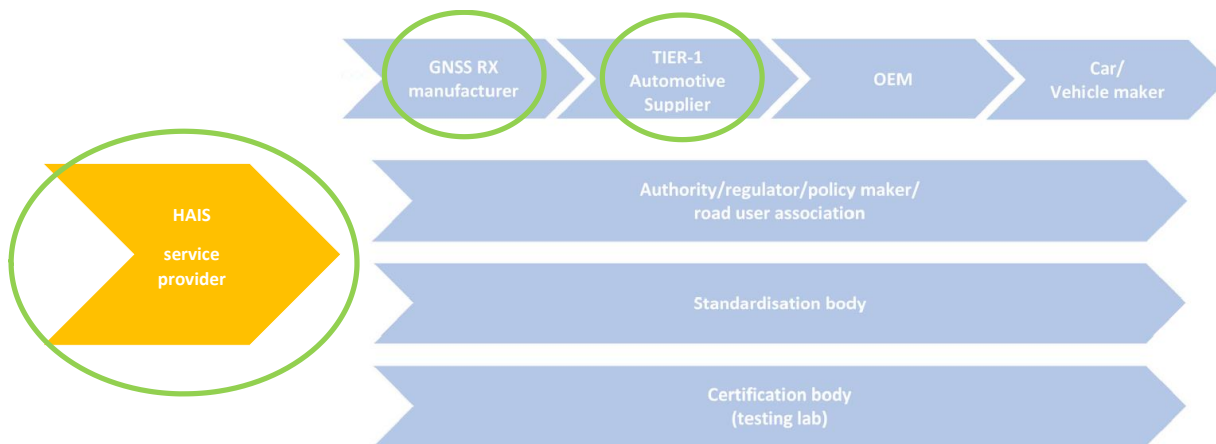 GNSS RX
manufacturer
TIER-1
Automotive
Supplier
OEM
Car/
Vehicle maker
HAIS
service
provider
Authority/regulator/policy maker/
road user association
Standardisation body
Certification body
(testing lab)